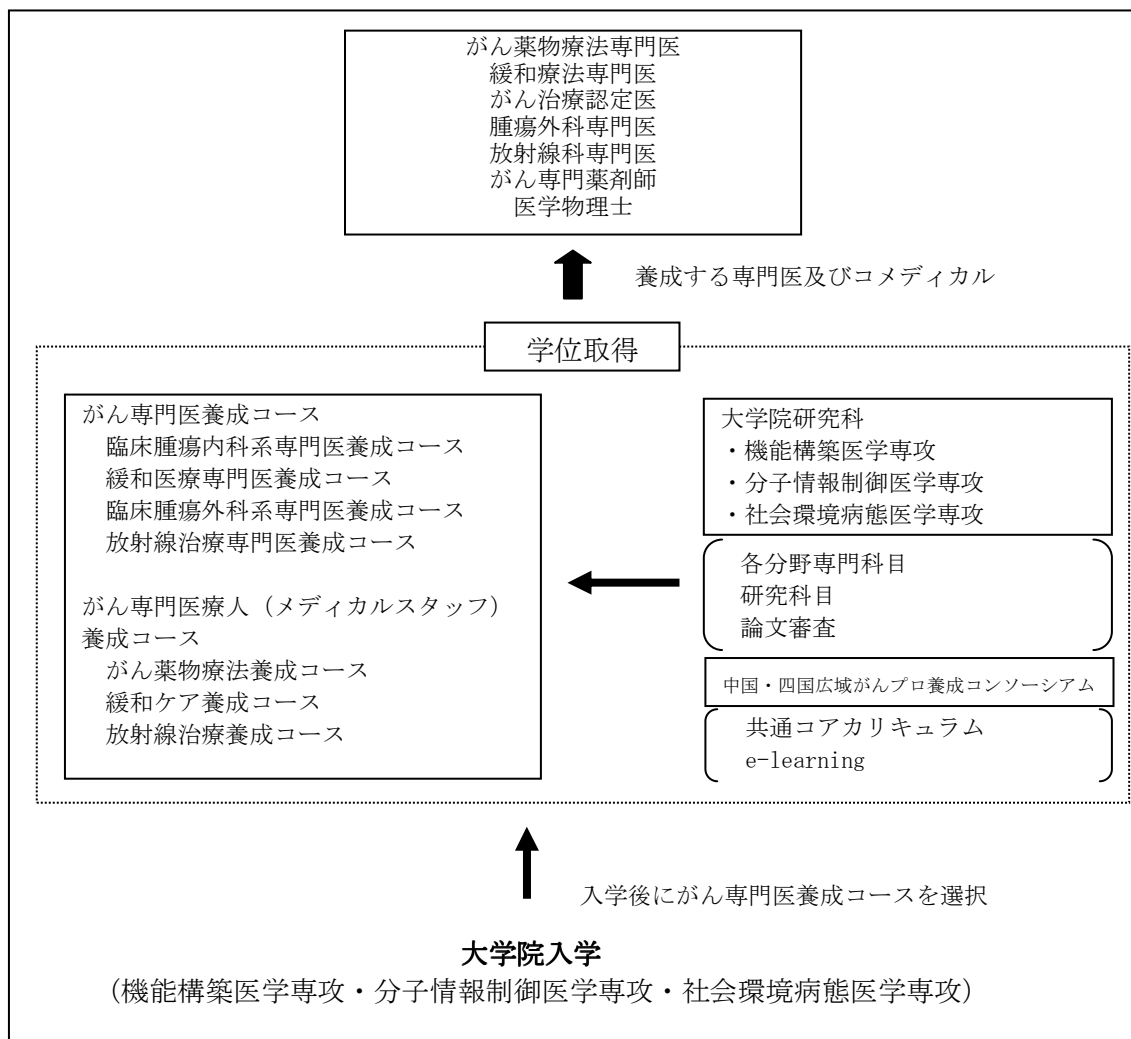 がん薬物療法専門医
緩和療法専門医
がん治療認定医
腫瘍外科専門医
放射線科専門医
がん専門薬剤師
医学物理士
養成する専門医及びコメディカル
学位取得
がん専門医養成コース
臨床腫瘍内科系専門医養成コース
緩和医療専門医養成コース
臨床腫瘍外科系専門医養成コース
放射線治療専門医養成コース
がん専門医療人（メディカルスタッフ）
養成コース
がん薬物療法養成コース
緩和ケア養成コース
放射線治療養成コース
大学院研究科
・機能構築医学専攻
・分子情報制御医学専攻
・社会環境病態医学専攻
各分野専門科目
研究科目
論文審査
中国・四国広域がんプロ養成コンソーシアム
共通コアカリキュラム
e-learning
入学後にがん専門医養成コースを選択
大学院入学
（機能構築医学専攻・分子情報制御医学専攻・社会環境病態医学専攻）